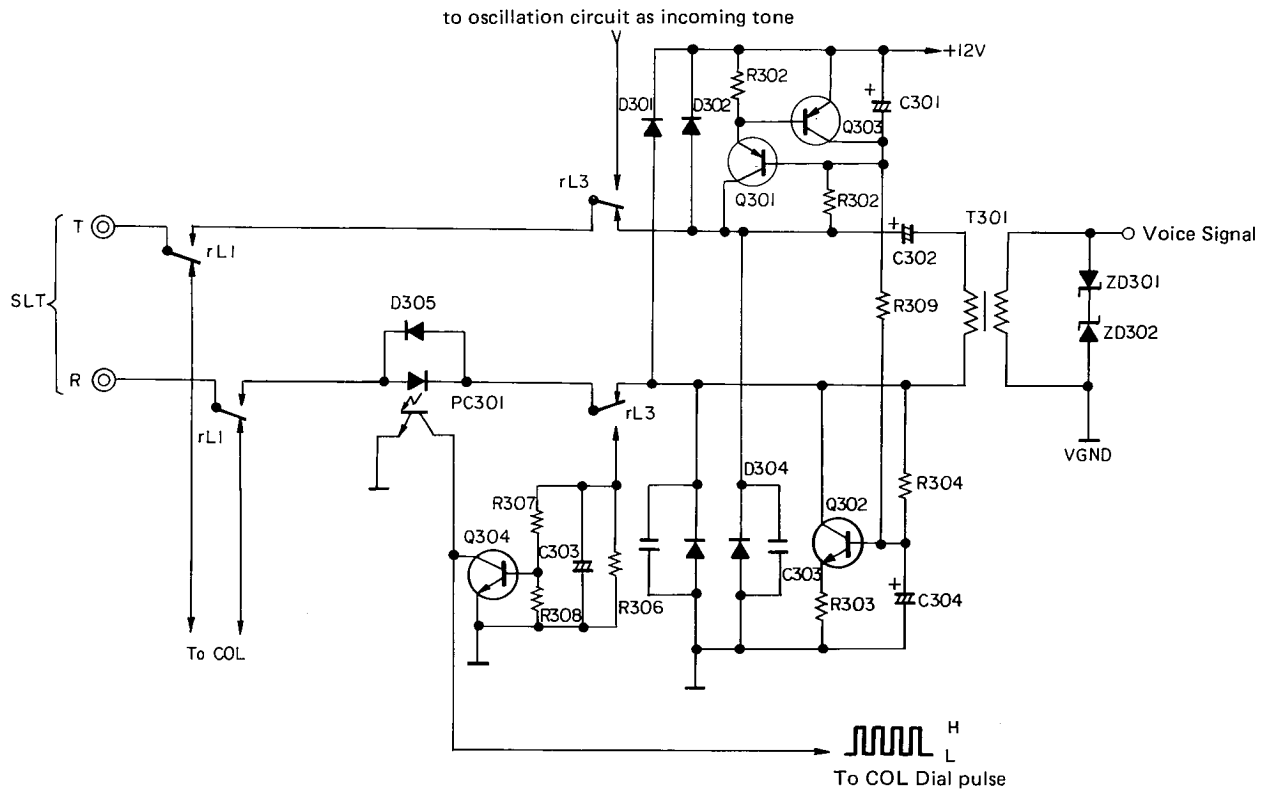 to oscillation circuit as incoming tone
+12V
R302
+
C301
D301
D302
Q303
rL3
Q301
R302
T
rL1
+
C302
T301
Voice Signal
SLT
D305
R309
ZD301
ZD302
R
PC301
rL3
rL1
VGND
D304
R304
R307
Q302
Q304
C303
C303
+
R308
R306
R303
C304
To COL
H
L
To COL Dial pulse